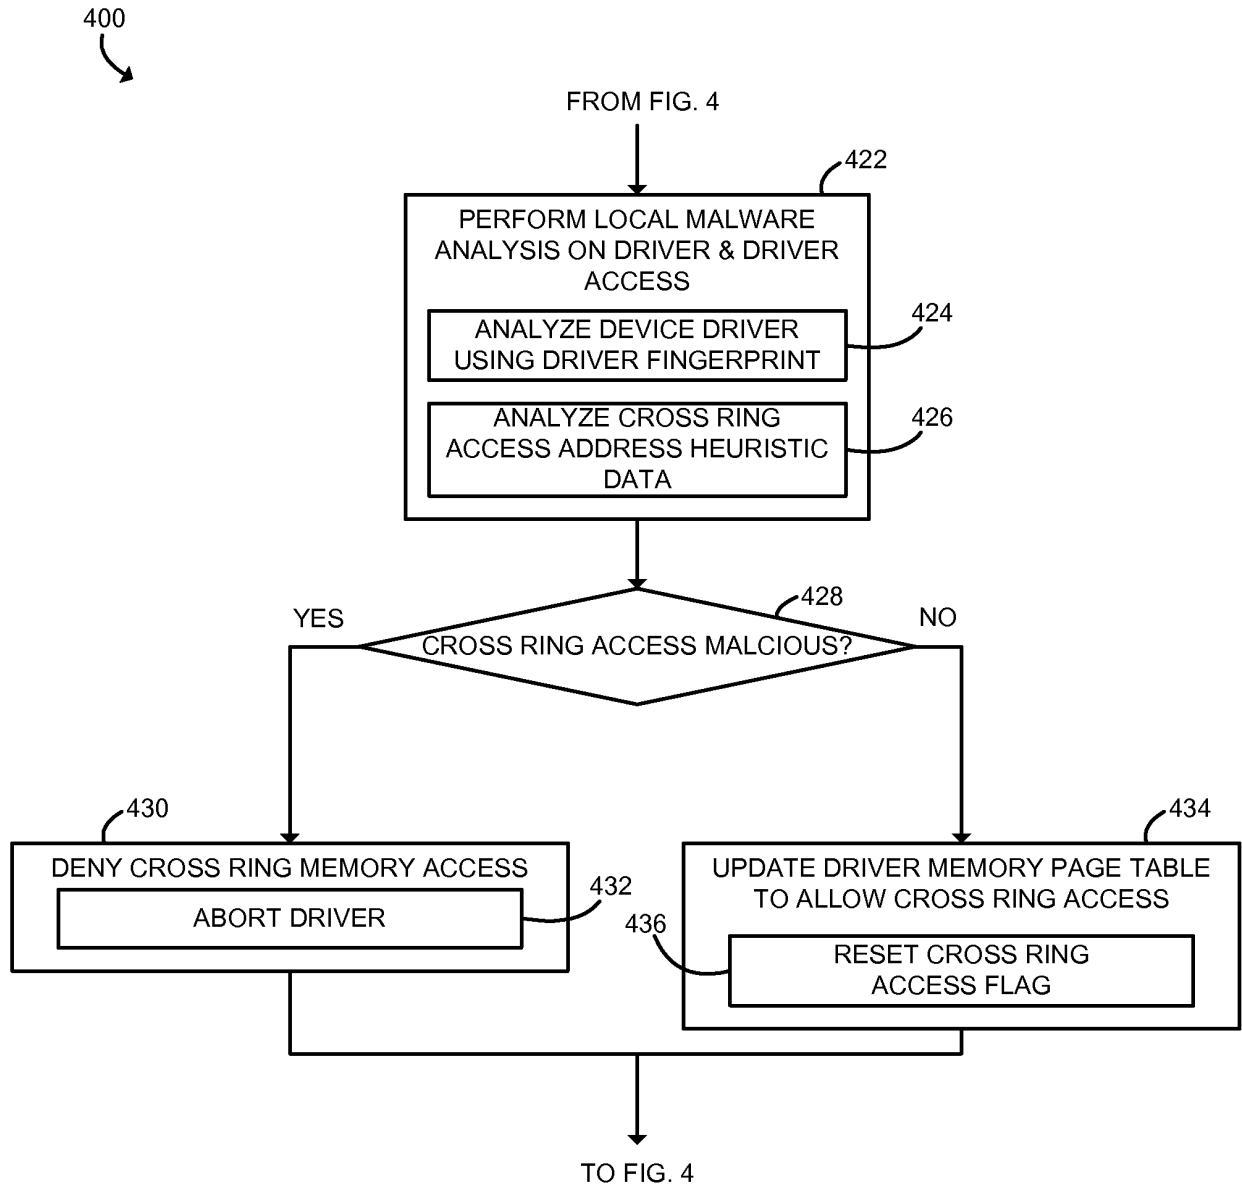 400
FROM FIG. 4
422
PERFORM LOCAL MALWARE
ANALYSIS ON DRIVER & DRIVER
ACCESS
424
ANALYZE DEVICE DRIVER
USING DRIVER FINGERPRINT
426
ANALYZE CROSS RING
ACCESS ADDRESS HEURISTIC
DATA
428
YES
NO
CROSS RING ACCESS MALCIOUS?
430
DENY CROSS RING MEMORY ACCESS
432
ABORT DRIVER
434
UPDATE DRIVER MEMORY PAGE TABLE
TO ALLOW CROSS RING ACCESS
436
RESET CROSS RING
ACCESS FLAG
TO FIG. 4